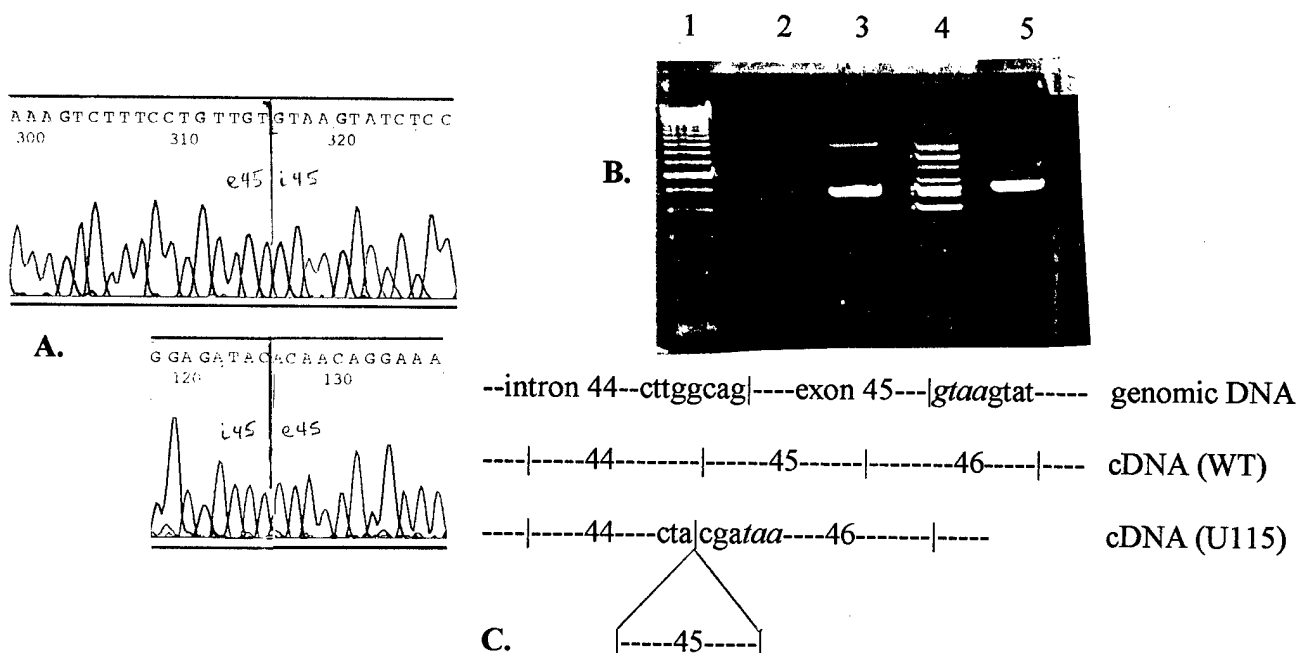 1 2 3 4 5
AAAGTCTTTCCTGTTGTGTAAGTATCTCC
300 310 320
e45 i45
B.
A.
GGAGATACACAACAGGAAA
120 130
i45 e45
--intron 44--cttggcag|----exon 45---|gtaagtat----- genomic DNA
----|-----44--------|-------45------|-------46-----|---- cDNA (WT)
----|-----44----cta|cgataaa----46-------|----- cDNA (U115)
C. |-----45-----|